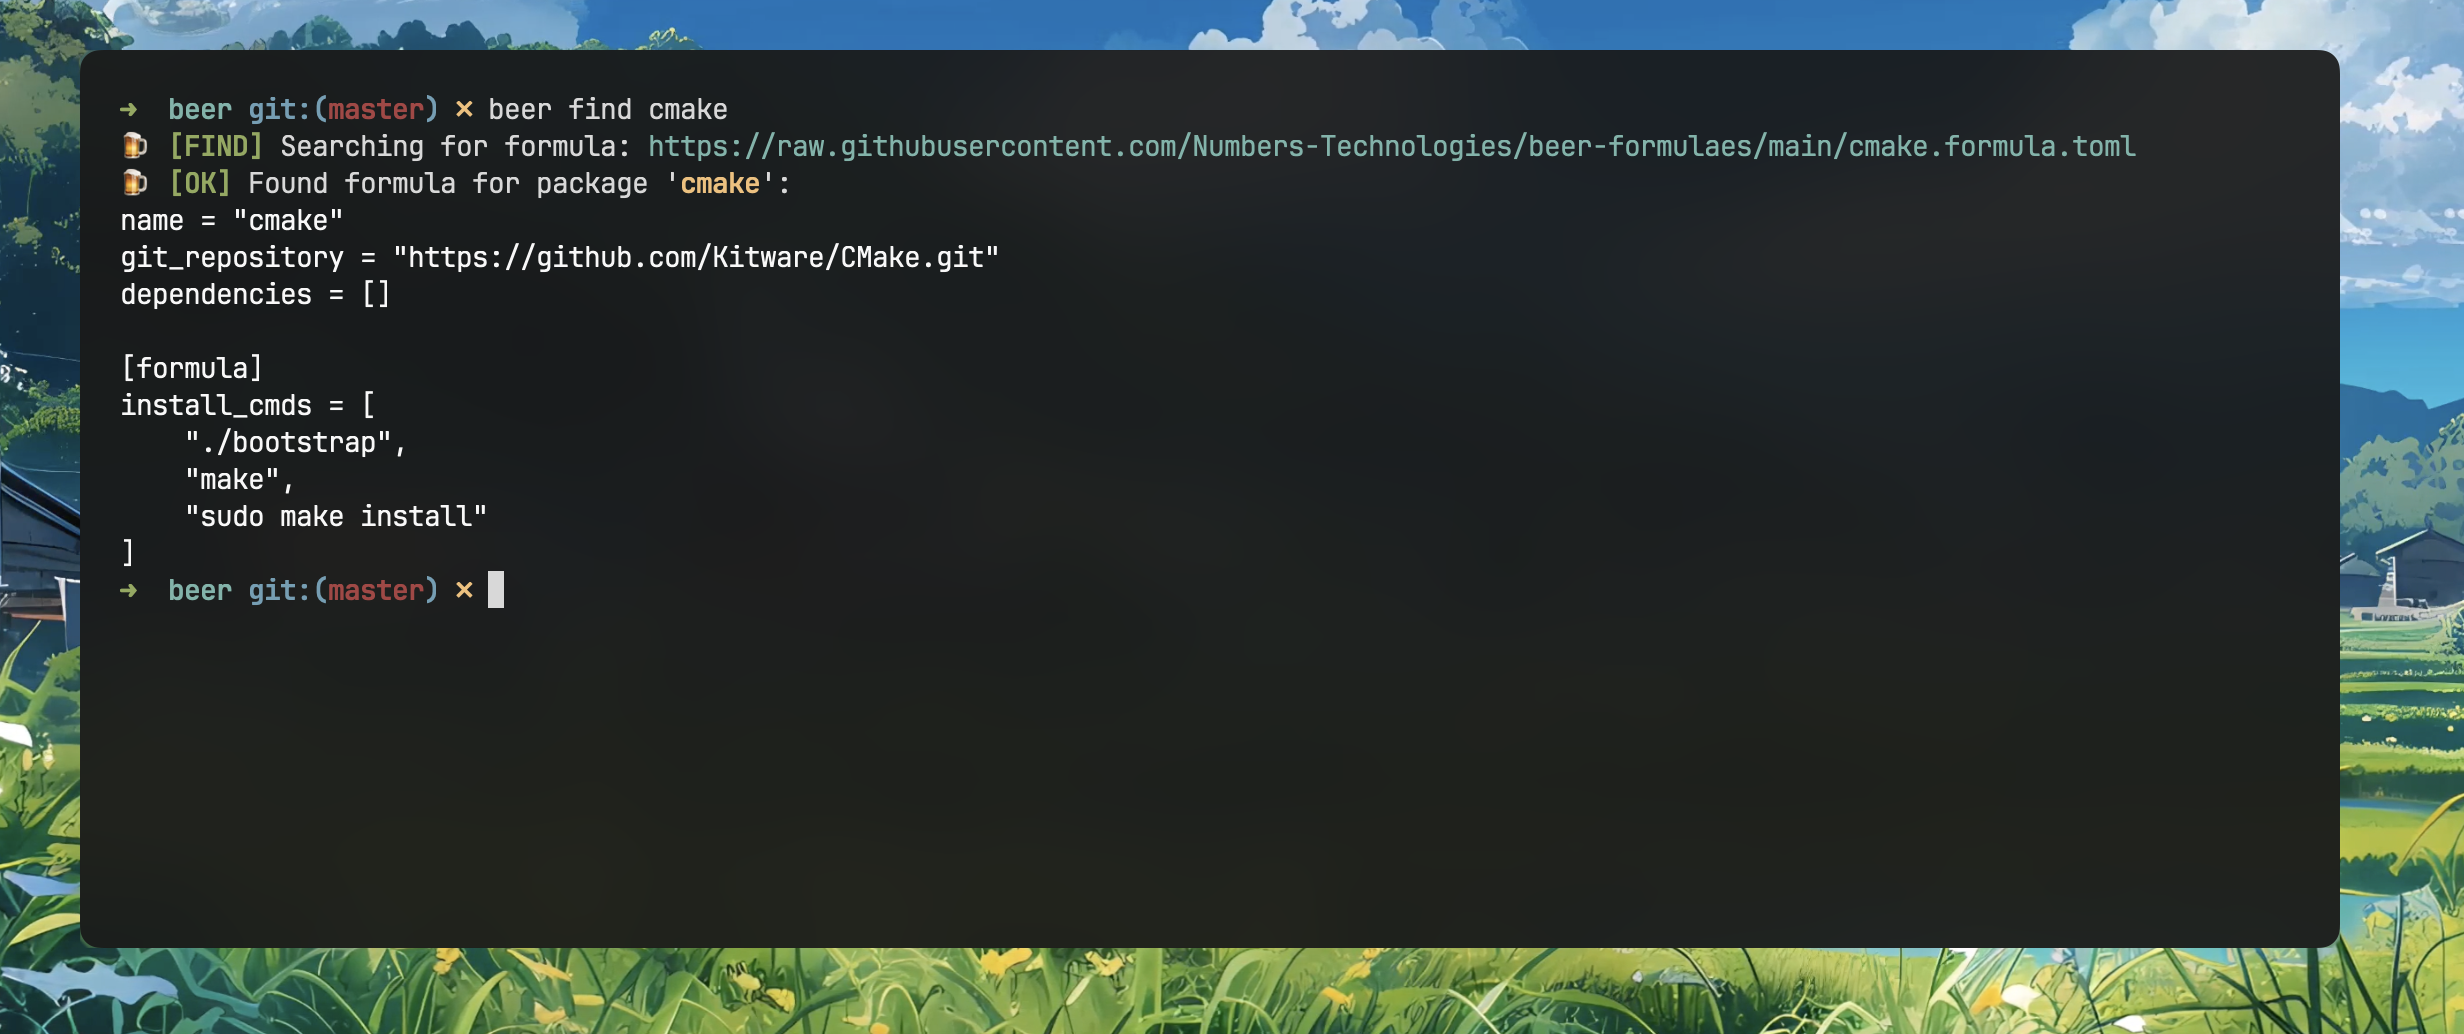 ➜  beer git:(master) ✗ beer find cmake
🍺 [FIND] Searching for formula: https://raw.githubusercontent.com/Numbers-Technologies/beer-formulaes/main/cmake.formula.toml
🍺 [OK] Found formula for package 'cmake':
name = "cmake"
git_repository = "https://github.com/Kitware/CMake.git"
dependencies = []
[formula]
install_cmds = [
    "./bootstrap",
    "make",
    "sudo make install"
]
➜  beer git:(master) ✗